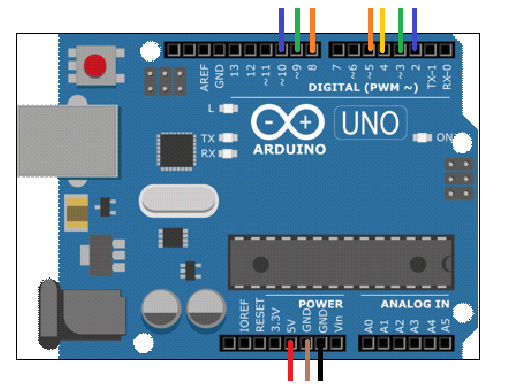 AREF
GND
13
12
~11
~10
~9
8
7
~6
~5
4
~3
2
TX-1
RX-0
DIGITAL (PWM ~)
L
TX
RX
ARDUINO
UNO
ON
POWER
ANALOG IN
IOREF
RESET
3.3V
5V
GND
GND
Vin
A0
A1
A2
A3
A4
A5